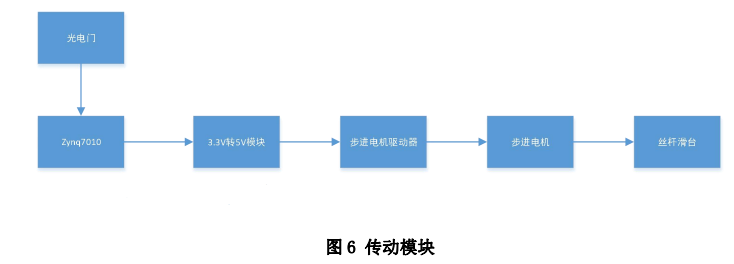 光电门
Zynq7010
3.3V转5V模块
步进电机驱动器
步进电机
丝杆滑台
图 6 传动模块